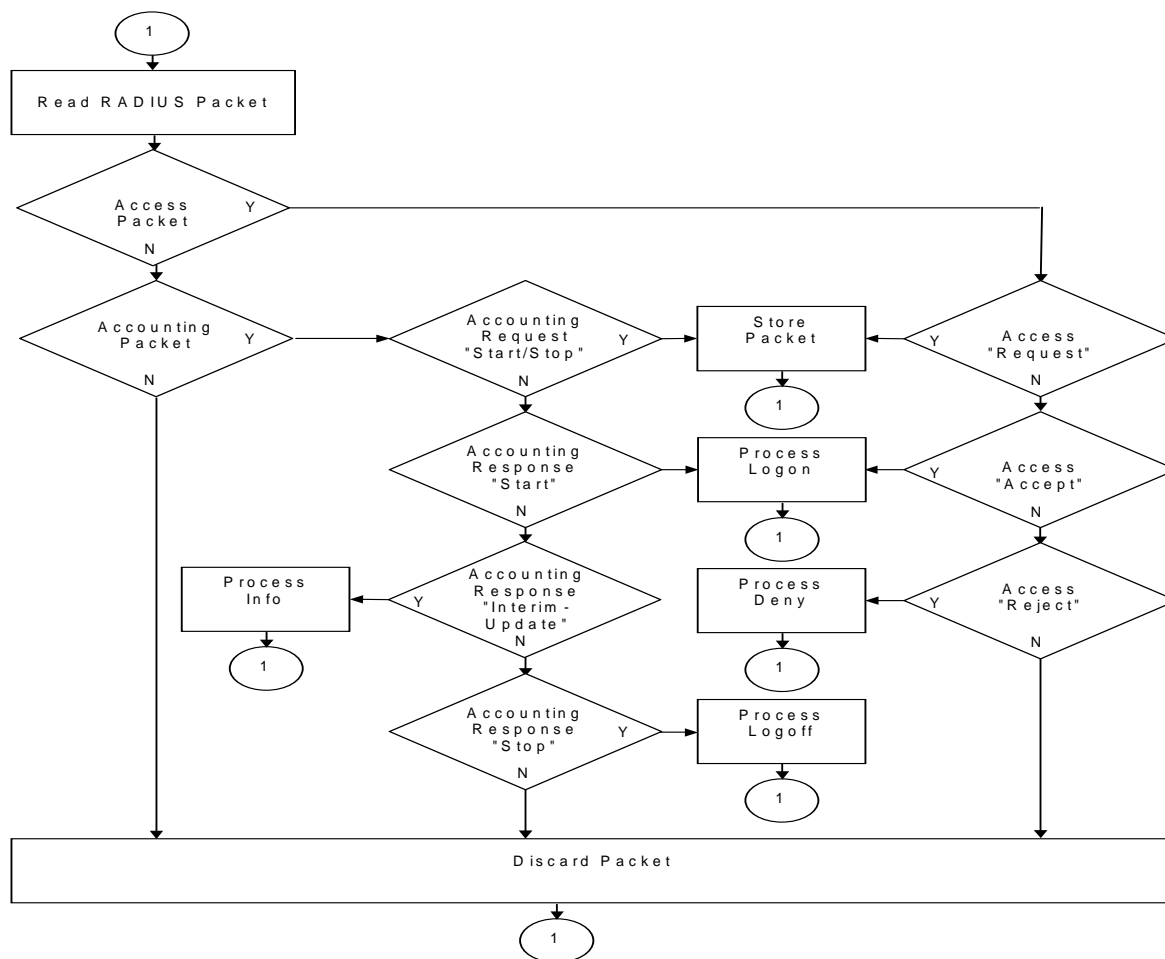 1
Read RADIUS Packet
Access
Packet
Y
N
Accounting
Packet
Y
N
Accounting
Request
"Start/Stop"
Y
N
Store
Packet
1
Access
"Request"
Y
N
Accounting
Response
"Start"
Y
N
Process
Logon
1
Access
"Accept"
Y
N
Process
Info
1
Accounting
Response
"Interim-
Update"
Y
N
Process
Deny
1
Access
"Reject"
Y
N
Accounting
Response
"Stop"
Y
N
Process
Logoff
1
Discard Packet
1